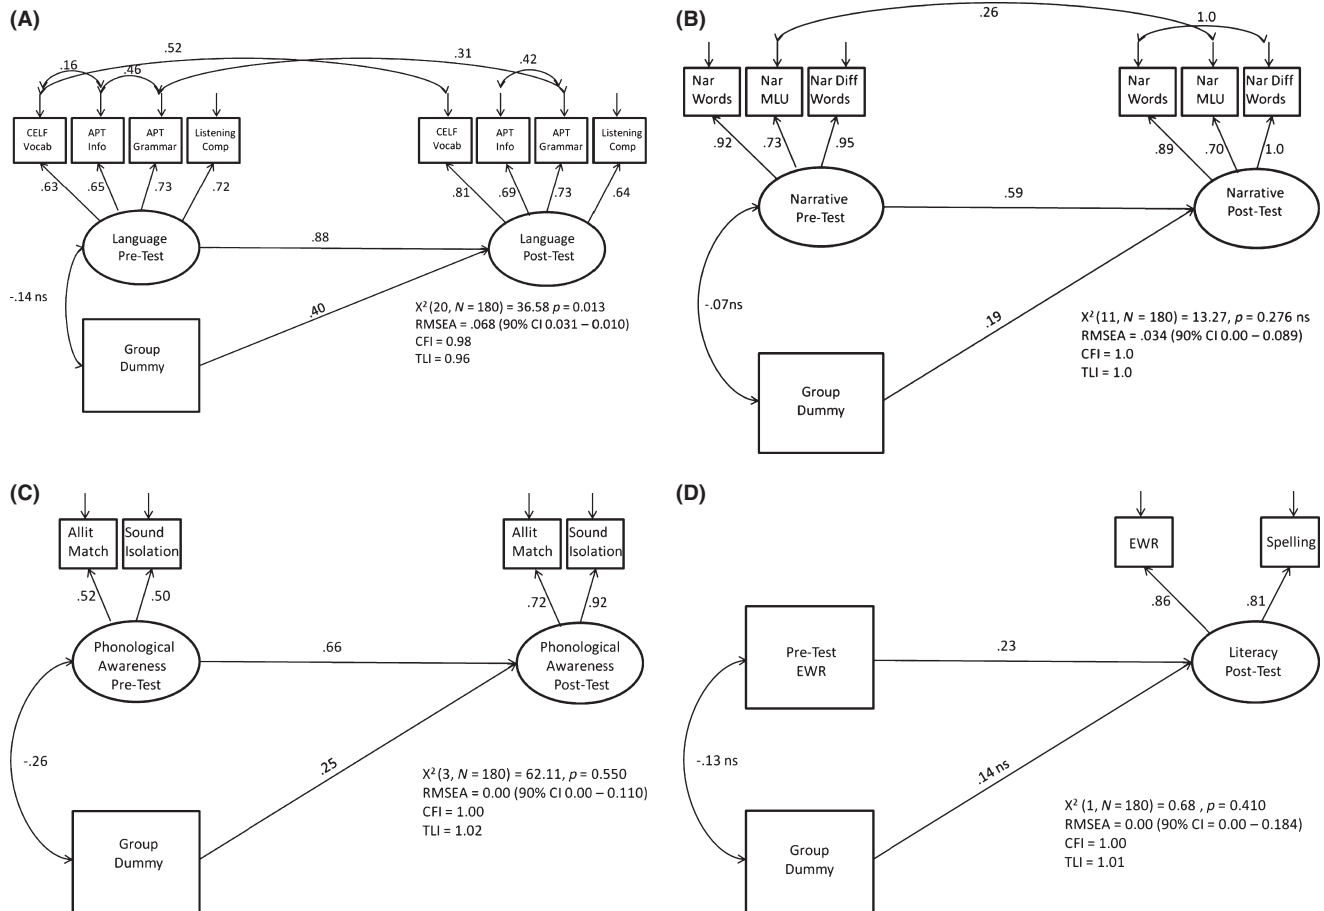 (A)
.52
.16
.46
.31
.42
CELF
Vocab
APT
Info
APT
Grammar
Listening
Comp
CELF
Vocab
APT
Info
APT
Grammar
Listening
Comp
.63
.65
.73
.72
.81
.69
.73
.64
Language
Pre-Test
.88
Language
Post-Test
-.14 ns
.40
Group
Dummy
X² (20, N = 180) = 36.58 p = 0.013
RMSEA = .068 (90% CI 0.031 – 0.010)
CFI = 0.98
TLI = 0.96
(B)
.26
1.0
Nar
Words
Nar
MLU
Nar Diff
Words
Nar
Words
Nar
MLU
Nar Diff
Words
.92
.73
.95
.89
.70
1.0
Narrative
Pre-Test
.59
Narrative
Post-Test
-.07ns
.19
Group
Dummy
X² (11, N = 180) = 13.27, p = 0.276 ns
RMSEA = .034 (90% CI 0.00 – 0.089)
CFI = 1.0
TLI = 1.0
(C)
Allit
Match
Sound
Isolation
Allit
Match
Sound
Isolation
.52
.50
.72
.92
Phonological
Awareness
Pre-Test
.66
Phonological
Awareness
Post-Test
-.26
.25
Group
Dummy
X² (3, N = 180) = 62.11, p = 0.550
RMSEA = 0.00 (90% CI 0.00 – 0.110)
CFI = 1.00
TLI = 1.02
(D)
EWR
Spelling
.86
.81
Pre-Test
EWR
.23
Literacy
Post-Test
-.13 ns
.14 ns
Group
Dummy
X² (1, N = 180) = 0.68 , p = 0.410
RMSEA = 0.00 (90% CI = 0.00 – 0.184)
CFI = 1.00
TLI = 1.01